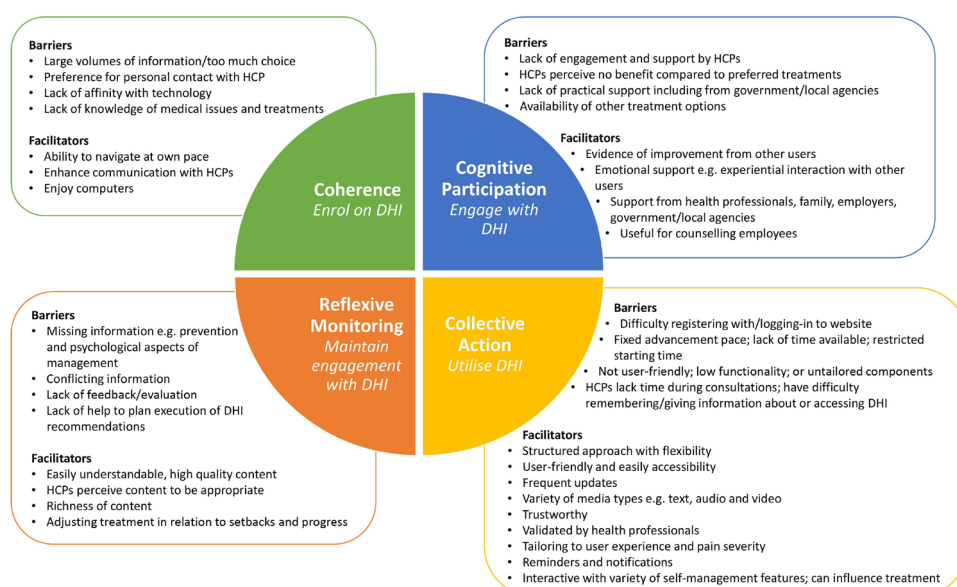 Barriers
• Large volumes of information/too much choice
• Preference for personal contact with HCP
• Lack of affinity with technology
• Lack of knowledge of medical issues and treatments
Facilitators
• Ability to navigate at own pace
• Enhance communication with HCPs
• Enjoy computers
Coherence
Enrol on DHI
Barriers
• Lack of engagement and support by HCPs
• HCPs perceive no benefit compared to preferred treatments
• Lack of practical support including from government/local agencies
• Availability of other treatment options
Facilitators
• Evidence of improvement from other users
• Emotional support e.g. experiential interaction with other
users
• Support from health professionals, family, employers,
government/local agencies
• Useful for counselling employees
Cognitive
Participation
Engage with
DHI
Barriers
• Missing information e.g. prevention
and psychological aspects of
management
• Conflicting information
• Lack of feedback/evaluation
• Lack of help to plan execution of DHI
recommendations
Facilitators
• Easily understandable, high quality content
• HCPs perceive content to be appropriate
• Richness of content
• Adjusting treatment in relation to setbacks and progress
Reflexive
Monitoring
Maintain
engagement
with DHI
Collective
Action
Utilise DHI
Barriers
• Difficulty registering with/logging-in to website
• Fixed advancement pace; lack of time available; restricted
starting time
• Not user-friendly; low functionality; or untailored components
• HCPs lack time during consultations; have difficulty
remembering/giving information about or accessing DHI
Facilitators
• Structured approach with flexibility
• User-friendly and easily accessibility
• Frequent updates
• Variety of media types e.g. text, audio and video
• Trustworthy
• Validated by health professionals
• Tailoring to user experience and pain severity
• Reminders and notifications
• Interactive with variety of self-management features; can influence treatment